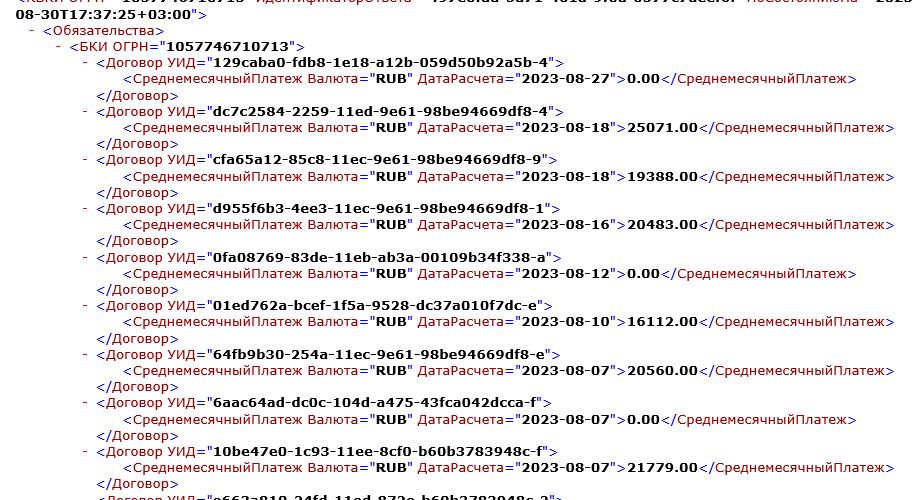 08-30T17:37:25+03:00">
- <Обязательства>
- <БКИ ОГРН="1057746710713">
- <Договор УИД="129caba0-fdb8-1e18-a12b-059d50b92a5b-4">
<СреднемесячныйПлатеж Валюта="RUB" ДатаРасчета="2023-08-27">0.00</СреднемесячныйПлатеж>
</Договор>
- <Договор УИД="dc7c2584-2259-11ed-9e61-98be94669df8-4">
<СреднемесячныйПлатеж Валюта="RUB" ДатаРасчета="2023-08-18">25071.00</СреднемесячныйПлатеж>
</Договор>
- <Договор УИД="cfa65a12-85c8-11ec-9e61-98be94669df8-9">
<СреднемесячныйПлатеж Валюта="RUB" ДатаРасчета="2023-08-18">19388.00</СреднемесячныйПлатеж>
</Договор>
- <Договор УИД="d955f6b3-4ee3-11ec-9e61-98be94669df8-1">
<СреднемесячныйПлатеж Валюта="RUB" ДатаРасчета="2023-08-16">20483.00</СреднемесячныйПлатеж>
</Договор>
- <Договор УИД="0fa08769-83de-11eb-ab3a-00109b34f338-a">
<СреднемесячныйПлатеж Валюта="RUB" ДатаРасчета="2023-08-12">0.00</СреднемесячныйПлатеж>
</Договор>
- <Договор УИД="01ed762a-bcef-1f5a-9528-dc37a010f7dc-e">
<СреднемесячныйПлатеж Валюта="RUB" ДатаРасчета="2023-08-10">16112.00</СреднемесячныйПлатеж>
</Договор>
- <Договор УИД="64fb9b30-254a-11ec-9e61-98be94669df8-e">
<СреднемесячныйПлатеж Валюта="RUB" ДатаРасчета="2023-08-07">20560.00</СреднемесячныйПлатеж>
</Договор>
- <Договор УИД="6aac64ad-dc0c-104d-a475-43fca042dcca-f">
<СреднемесячныйПлатеж Валюта="RUB" ДатаРасчета="2023-08-07">0.00</СреднемесячныйПлатеж>
</Договор>
- <Договор УИД="10be47e0-1c93-11ee-8cf0-b60b3783948c-f">
<СреднемесячныйПлатеж Валюта="RUB" ДатаРасчета="2023-08-07">21779.00</СреднемесячныйПлатеж>
</Договор>